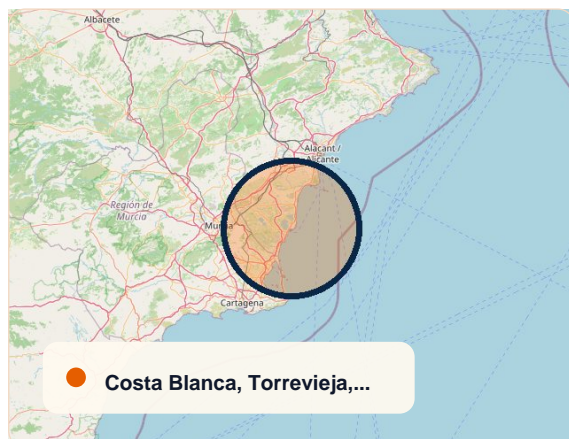 Albacete
Alacant /
Alicante
Región de
Murcia
Murcia
Cartagena
Costa Blanca, Torrevieja,...